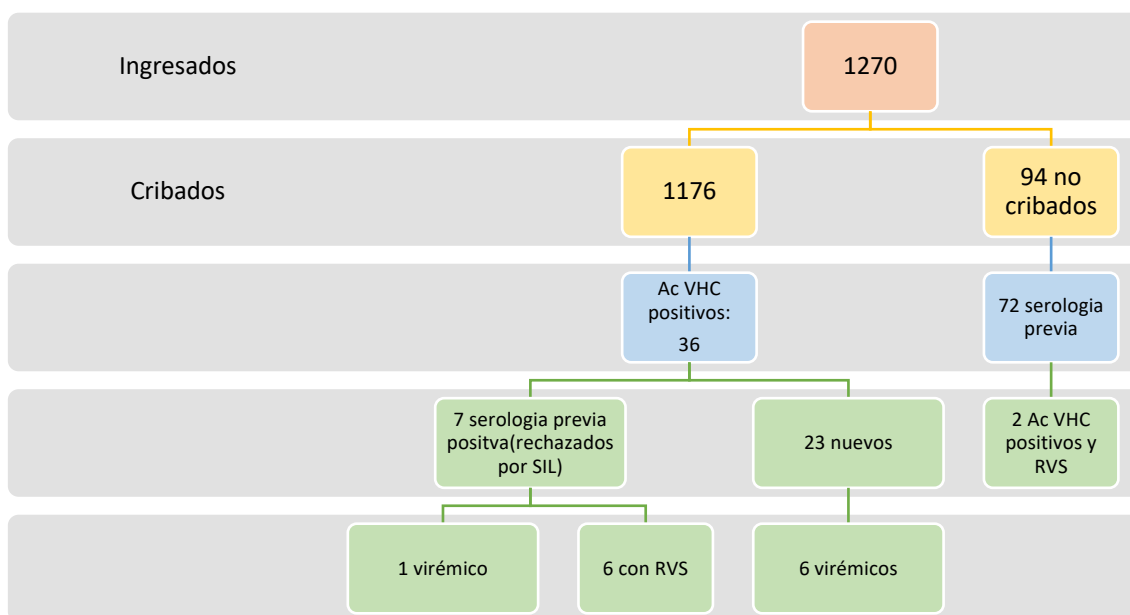 Ingresados
1270
Cribados
1176
94 no
cribados
Ac VHC
positivos:
36
72 serologia
previa
7 serologia previa
positva(rechazados
por SIL)
23 nuevos
2 Ac VHC
positivos y
RVS
1 virémico
6 con RVS
6 virémicos